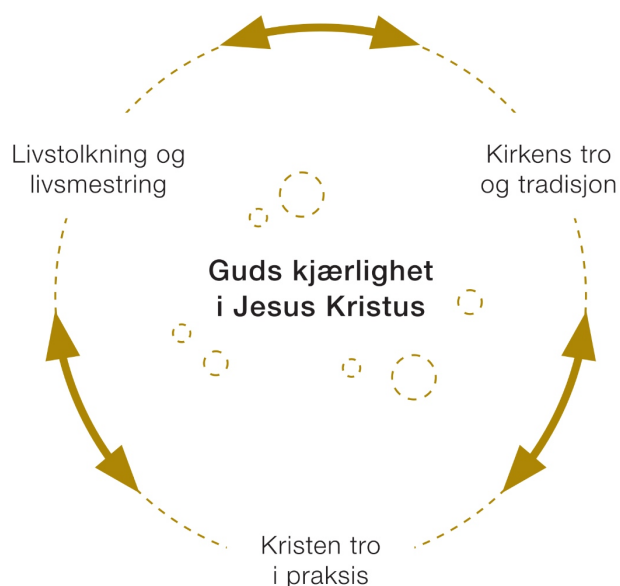 Livstolkning og
livsmestring
Kirkens tro
og tradisjon
Guds kjærlighet
i Jesus Kristus
Kristen tro
i praksis